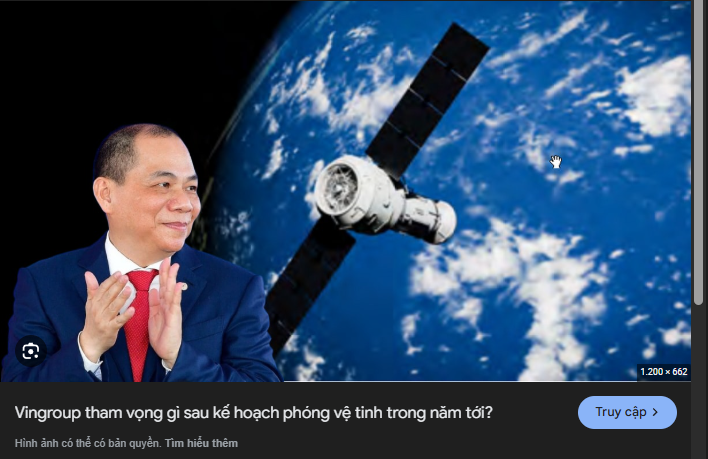 1.200 × 662
Vingroup tham vọng gì sau kế hoạch phóng vệ tinh trong năm tới?
Truy cập
Hình ảnh có thể có bản quyền. Tìm hiểu thêm